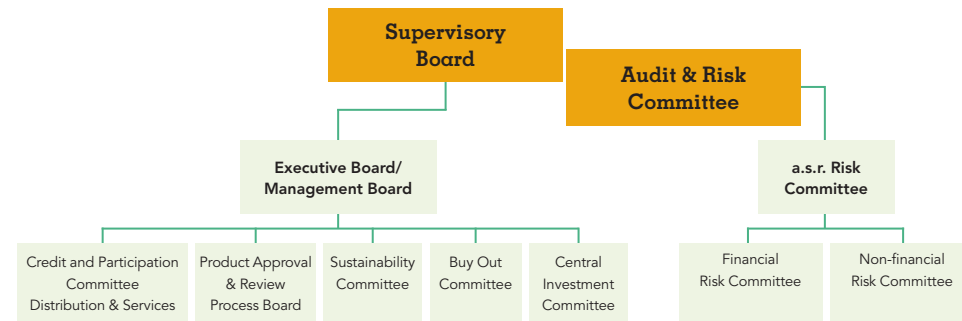 Supervisory
Board
Audit & Risk
Committee
Executive Board/
Management Board
a.s.r. Risk
Committee
Credit and Participation
Committee
Distribution & Services
Product Approval
& Review
Process Board
Sustainability
Committee
Buy Out
Committee
Central
Investment
Committee
Financial
Risk Committee
Non-financial
Risk Committee